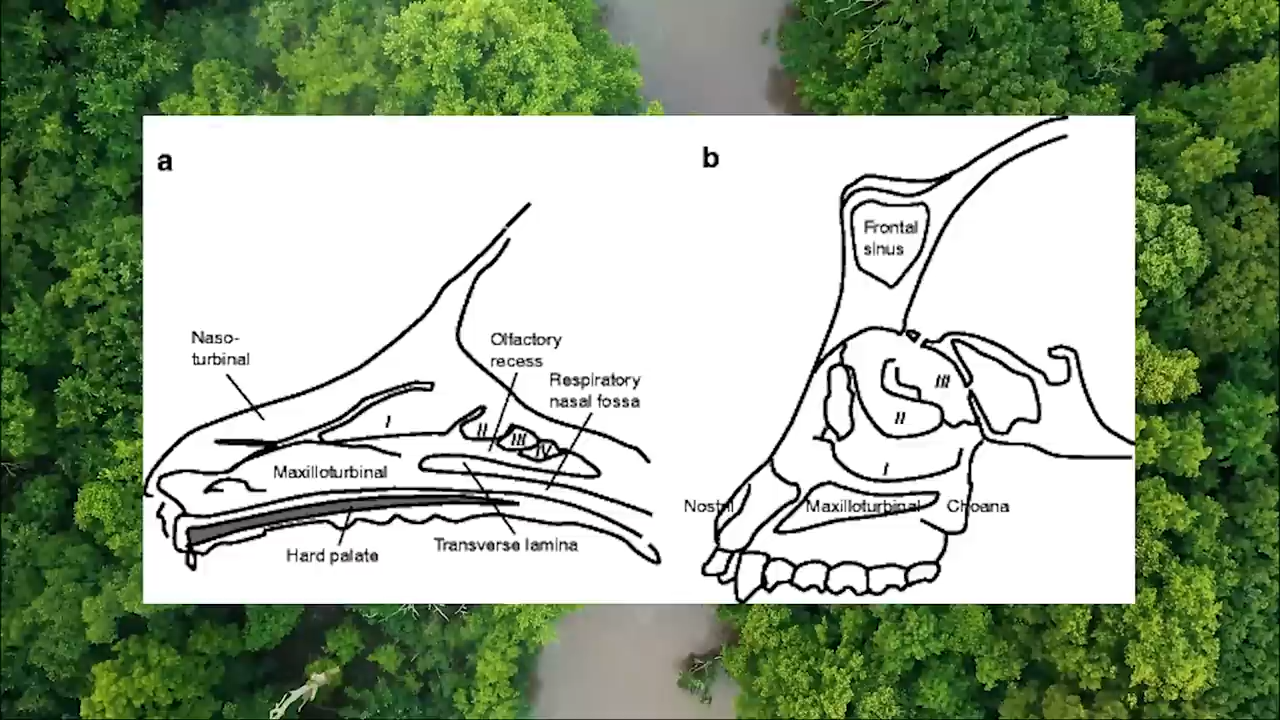 a
Naso-
turbinal
Olfactory
recess
Respiratory
nasal fossa
I
II
III
IV
Maxilloturbinal
Hard palate
Transverse lamina
b
Frontal
sinus
III
II
I
Nostril
Maxilloturbinal
Choana